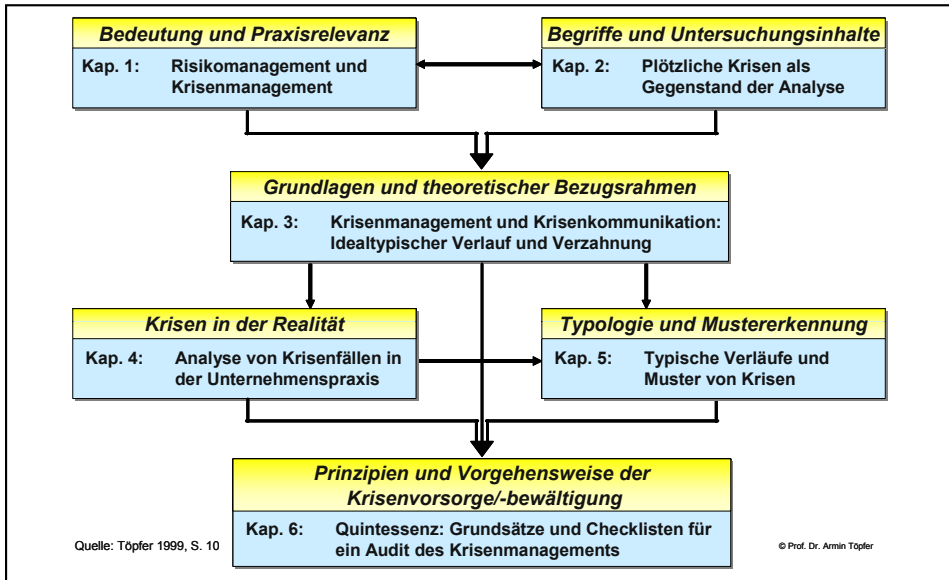 Bedeutung und Praxisrelevanz
Kap. 1: Risikomanagement und
Krisenmanagement
Begriffe und Untersuchungsinhalte
Kap. 2: Plötzliche Krisen als
Gegenstand der Analyse
Grundlagen und theoretischer Bezugsrahmen
Kap. 3: Krisenmanagement und Krisenkommunikation:
Idealtypischer Verlauf und Verzahnung
Krisen in der Realität
Kap. 4: Analyse von Krisenfällen in
der Unternehmenspraxis
Typologie und Mustererkennung
Kap. 5: Typische Verläufe und
Muster von Krisen
Prinzipien und Vorgehensweise der
Krisenvorsorge/-bewältigung
Kap. 6: Quintessenz: Grundsätze und Checklisten für
ein Audit des Krisenmanagements
Quelle: Töpfer 1999, S. 10
© Prof. Dr. Armin Töpfer